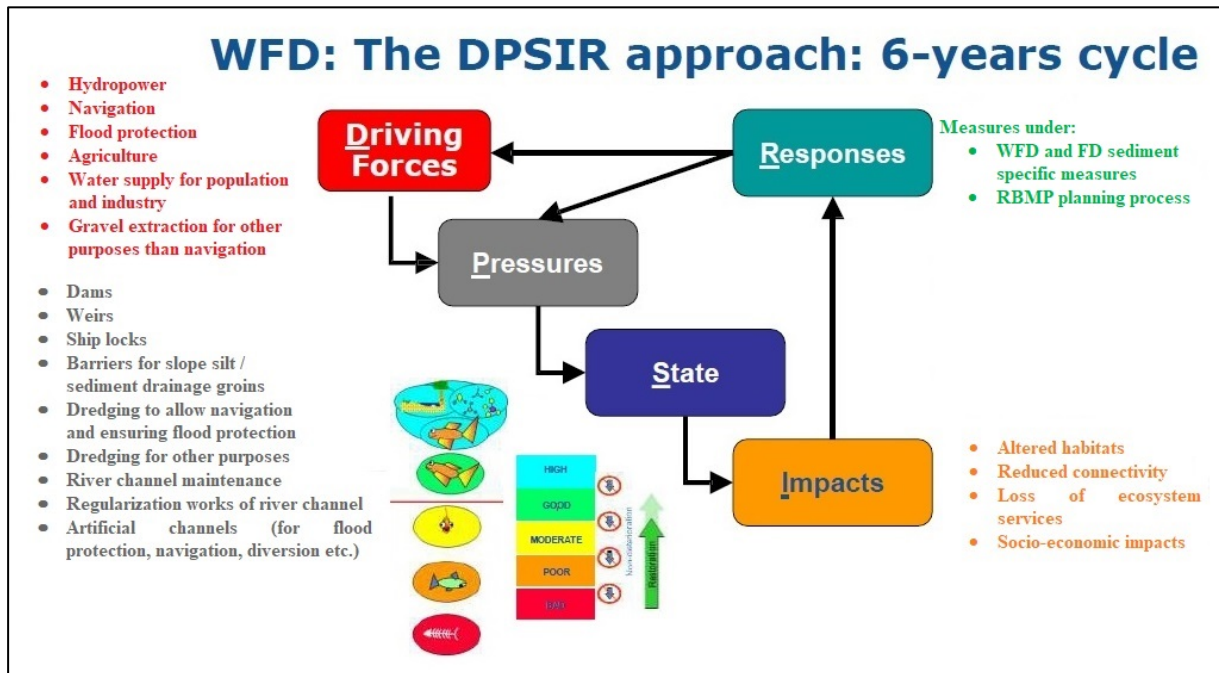 WFD: The DPSIR approach: 6-years cycle
• Hydropower
• Navigation
• Flood protection
• Agriculture
• Water supply for population
and industry
• Gravel extraction for other
purposes than navigation
Driving
Forces
Responses
Measures under:
• WFD and FD sediment
specific measures
• RBMP planning process
Pressures
• Dams
• Weirs
• Ship locks
• Barriers for slope silt /
sediment drainage groins
• Dredging to allow navigation
and ensuring flood protection
• Dredging for other purposes
• River channel maintenance
• Regularization works of river channel
• Artificial channels (for flood
protection, navigation, diversion etc.)
State
Impacts
• Altered habitats
• Reduced connectivity
• Loss of ecosystem
services
• Socio-economic impacts
HIGH
GOOD
MODERATE
POOR
BAD
Restoration